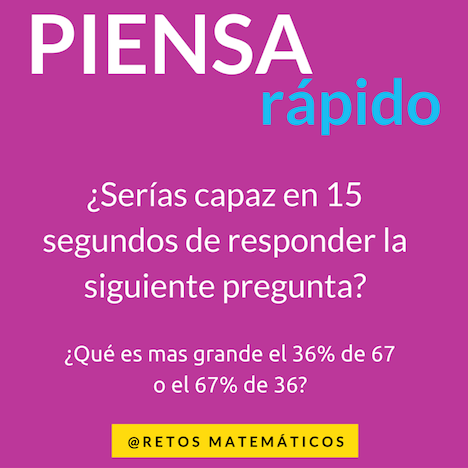 PIENSA
rápido
¿Serías capaz en 15
segundos de responder la
siguiente pregunta?
¿Qué es mas grande el 36% de 67
o el 67% de 36?
@RETOS MATEMÁTICOS